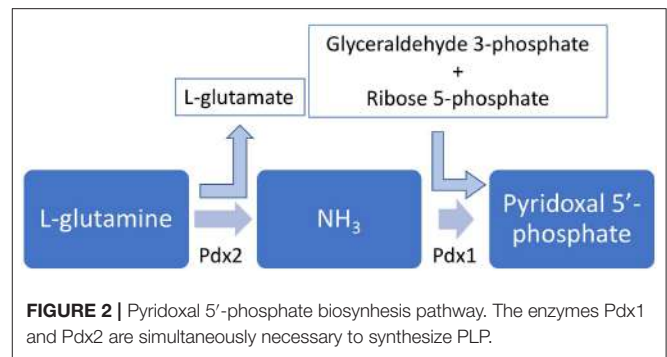 Glyceraldehyde 3-phosphate
+
Ribose 5-phosphate
L-glutamate
L-glutamine
Pdx2
NH₃
Pdx1
Pyridoxal 5′-
phosphate
FIGURE 2 | Pyridoxal 5′-phosphate biosynhesis pathway. The enzymes Pdx1
and Pdx2 are simultaneously necessary to synthesize PLP.